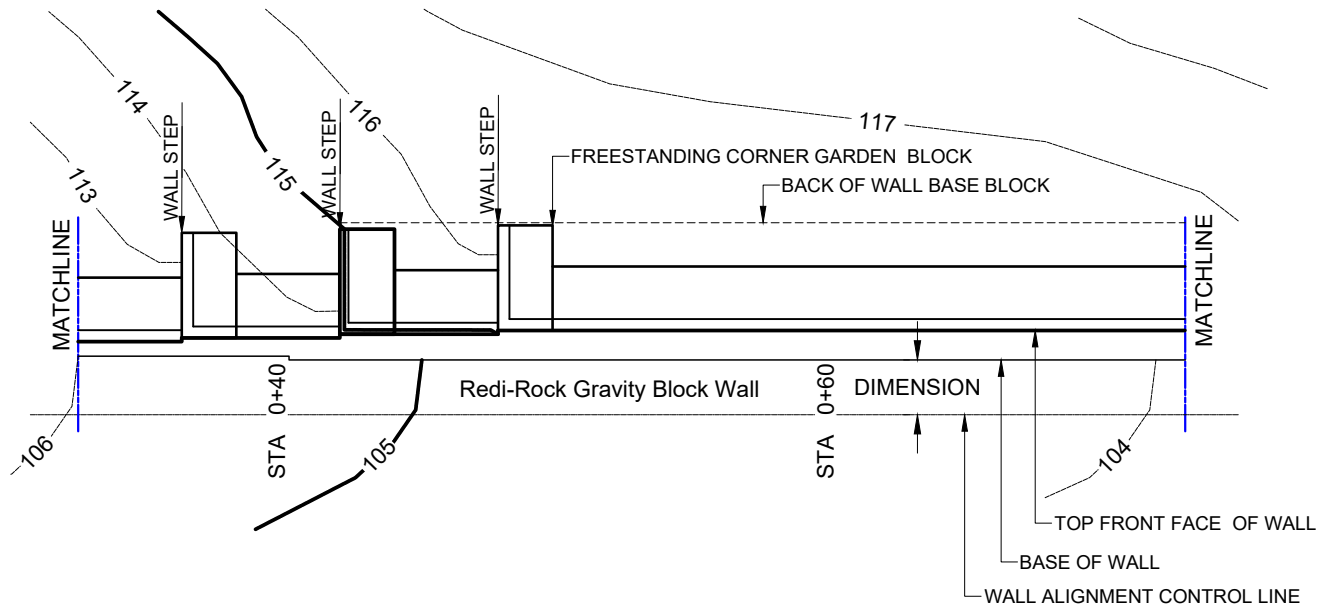 117
116
115
114
113
WALL STEP
WALL STEP
WALL STEP
FREESTANDING CORNER GARDEN BLOCK
BACK OF WALL BASE BLOCK
MATCHLINE
MATCHLINE
STA 0+40
Redi-Rock Gravity Block Wall
STA 0+60
DIMENSION
106
105
104
TOP FRONT FACE OF WALL
BASE OF WALL
WALL ALIGNMENT CONTROL LINE